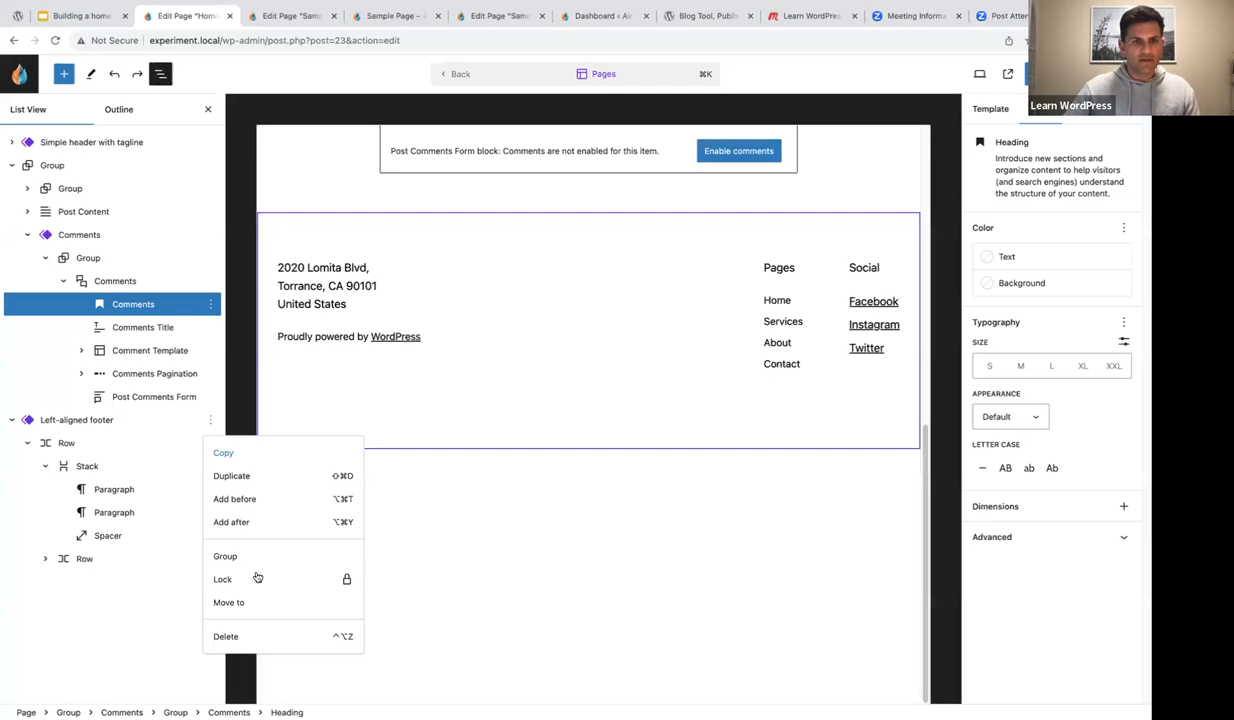 Building a home
Edit Page "Home
Edit Page "Samp
Sample Page – A
Edit Page "Samp
Dashboard ‹ Air
Blog Tool, Publi
Learn WordPres
Meeting Informa
Post Atten
Not Secure experiment.local/wp-admin/post.php?post=23&action=edit
Learn WordPress
Back
Pages
⌘K
List View
Outline
Simple header with tagline
Group
Group
Post Content
Comments
Group
Comments
Comments
Comments Title
Comment Template
Comments Pagination
Post Comments Form
Left-aligned footer
Row
Stack
Paragraph
Paragraph
Spacer
Row
Copy
Duplicate ⇧⌘D
Add before ⌥⌘T
Add after ⌥⌘Y
Group
Lock
Move to
Delete ⌃⌥Z
Post Comments Form block: Comments are not enabled for this item.
Enable comments
2020 Lomita Blvd,
Torrance, CA 90101
United States
Proudly powered by WordPress
Pages
Home
Services
About
Contact
Social
Facebook
Instagram
Twitter
Template
Heading
Introduce new sections and
organize content to help visitors
(and search engines) understand
the structure of your content.
Color
Text
Background
Typography
SIZE
S M L XL XXL
APPEARANCE
Default
LETTER CASE
— AB ab Ab
Dimensions
Advanced
Page › Group › Comments › Group › Comments › Heading